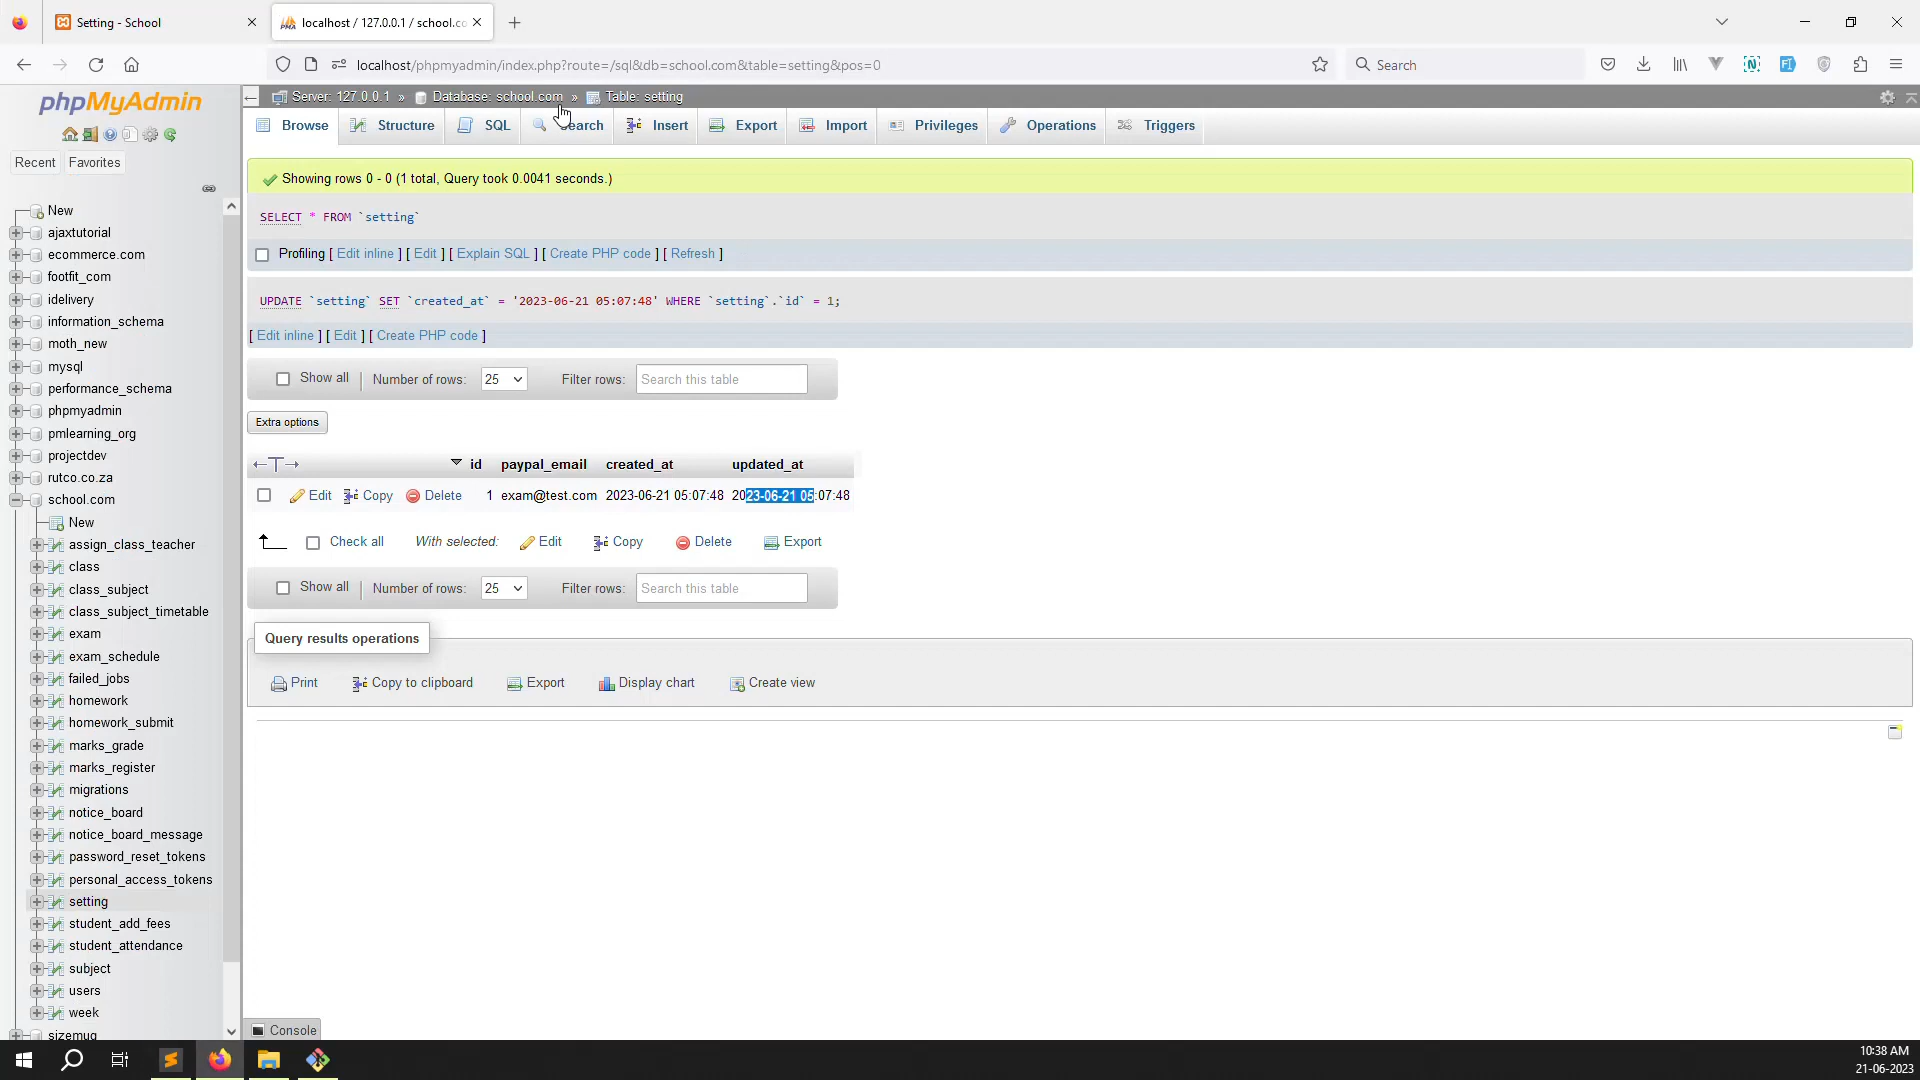 Setting - School
localhost / 127.0.0.1 / school.co
localhost/phpmyadmin/index.php?route=/sql&db=school.com&table=setting&pos=0
Search
phpMyAdmin
Recent
Favorites
New
ajaxtutorial
ecommerce.com
footfit_com
idelivery
information_schema
moth_new
mysql
performance_schema
phpmyadmin
pmlearning_org
projectdev
rutco.co.za
school.com
New
assign_class_teacher
class
class_subject
class_subject_timetable
exam
exam_schedule
failed_jobs
homework
homework_submit
marks_grade
marks_register
migrations
notice_board
notice_board_message
password_reset_tokens
personal_access_tokens
setting
student_add_fees
student_attendance
subject
users
week
sizemug
Server: 127.0.0.1 » Database: school.com » Table: setting
Browse Structure SQL Search Insert Export Import Privileges Operations Triggers
Showing rows 0 - 0 (1 total, Query took 0.0041 seconds.)
SELECT * FROM `setting`
Profiling [ Edit inline ] [ Edit ] [ Explain SQL ] [ Create PHP code ] [ Refresh ]
UPDATE `setting` SET `created_at` = '2023-06-21 05:07:48' WHERE `setting`.`id` = 1;
[ Edit inline ] [ Edit ] [ Create PHP code ]
Show all | Number of rows: 25 Filter rows: Search this table
Extra options
←T→ id paypal_email created_at updated_at
Edit Copy Delete 1 exam@test.com 2023-06-21 05:07:48 2023-06-21 05:07:48
Check all With selected: Edit Copy Delete Export
Show all | Number of rows: 25 Filter rows: Search this table
Query results operations
Print Copy to clipboard Export Display chart Create view
Console
10:38 AM
21-06-2023